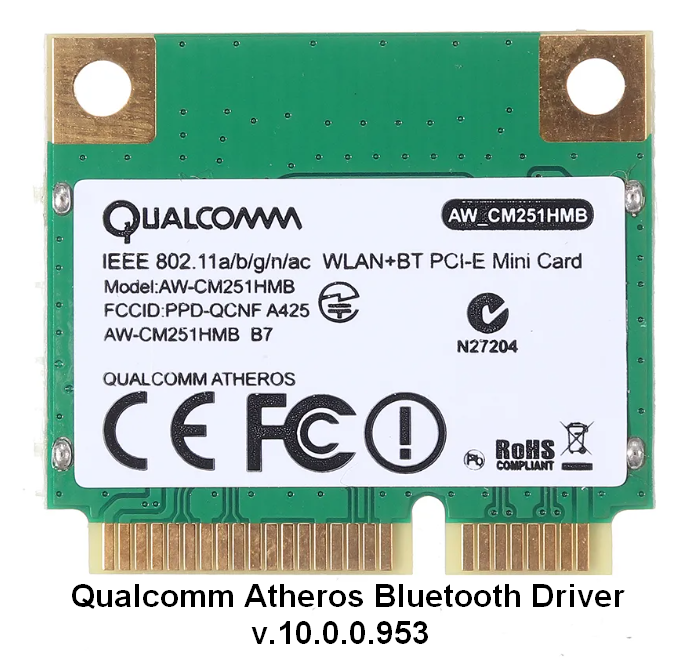 QUALCOMM
AW_CM251HMB
IEEE 802.11a/b/g/n/ac WLAN+BT PCI-E Mini Card
Model:AW-CM251HMB
FCCID:PPD-QCNF A425
AW-CM251HMB B7
N27204
QUALCOMM ATHEROS
CE FC
Pb
RoHS
COMPLIANT
Qualcomm Atheros Bluetooth Driver
v.10.0.0.953